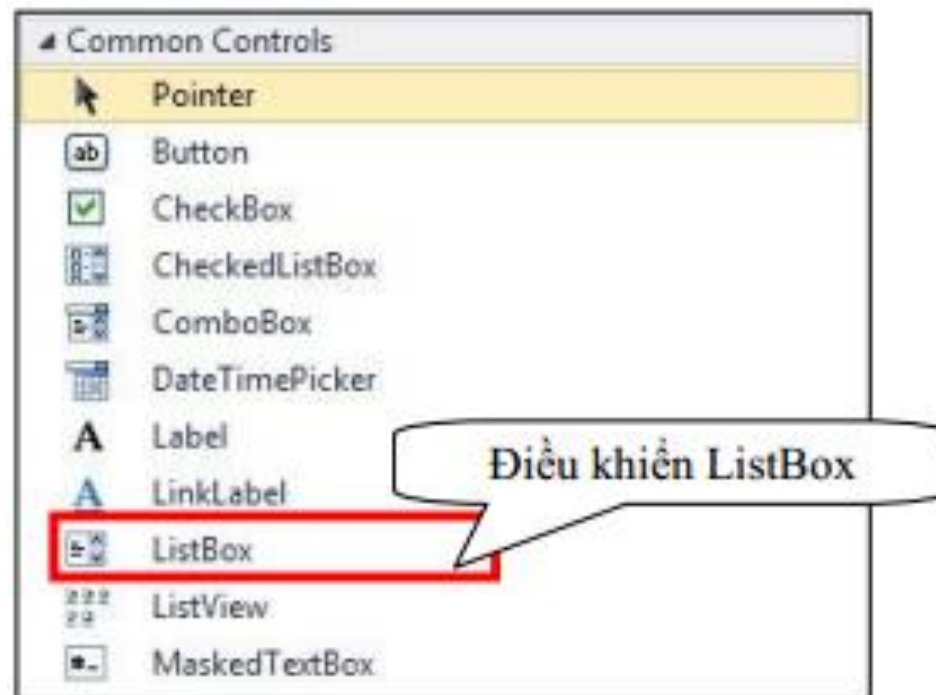 Common Controls
Pointer
Button
CheckBox
CheckedListBox
ComboBox
DateTimePicker
Label
LinkLabel
Điều khiển ListBox
ListBox
ListView
MaskedTextBox